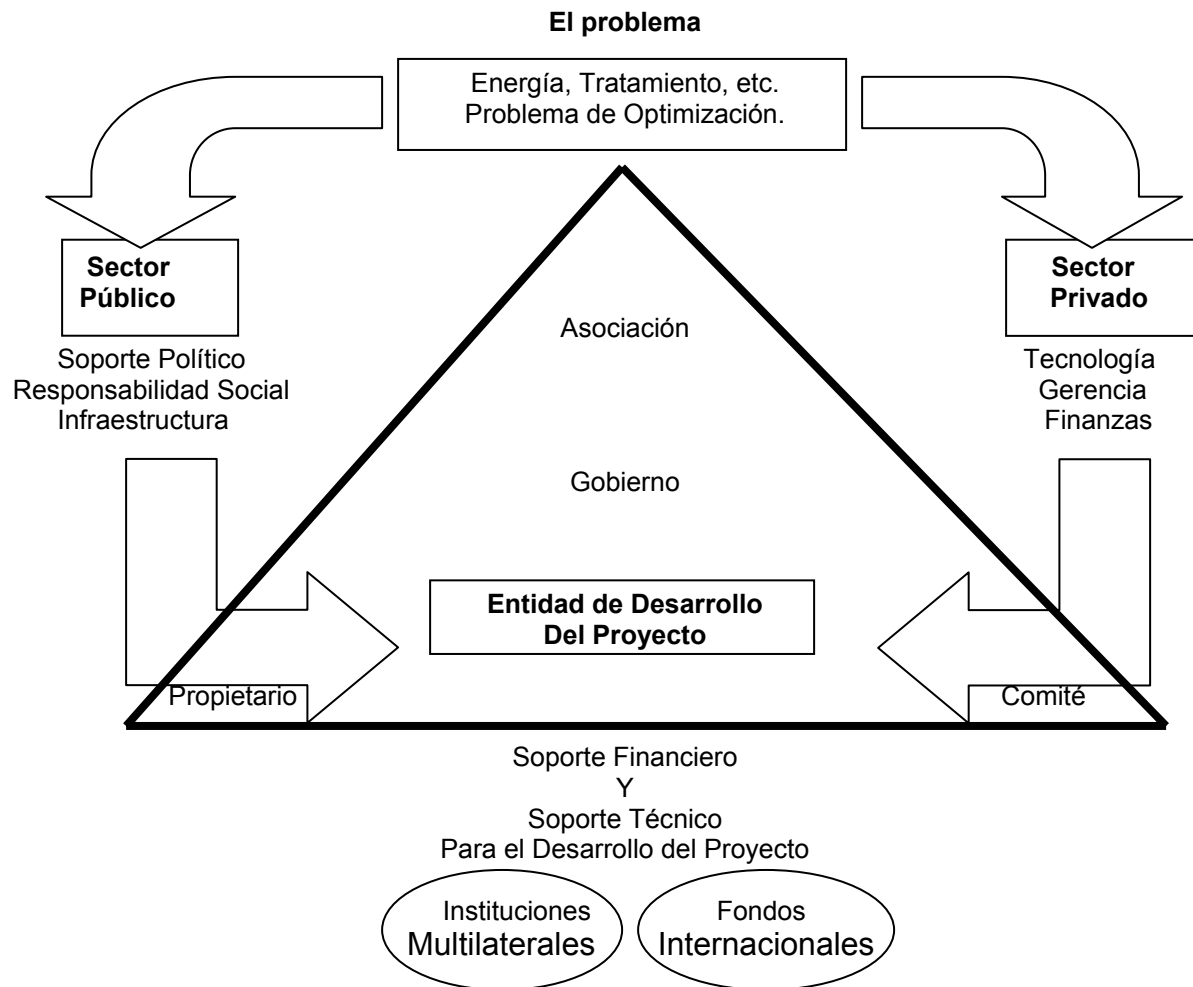 El problema
Energía, Tratamiento, etc.
Problema de Optimización.
Sector
Público
Soporte Político
Responsabilidad Social
Infraestructura
Sector
Privado
Tecnología
Gerencia
Finanzas
Asociación
Gobierno
Entidad de Desarrollo
Del Proyecto
Propietario
Comité
Soporte Financiero
Y
Soporte Técnico
Para el Desarrollo del Proyecto
Instituciones
Multilaterales
Fondos
Internacionales